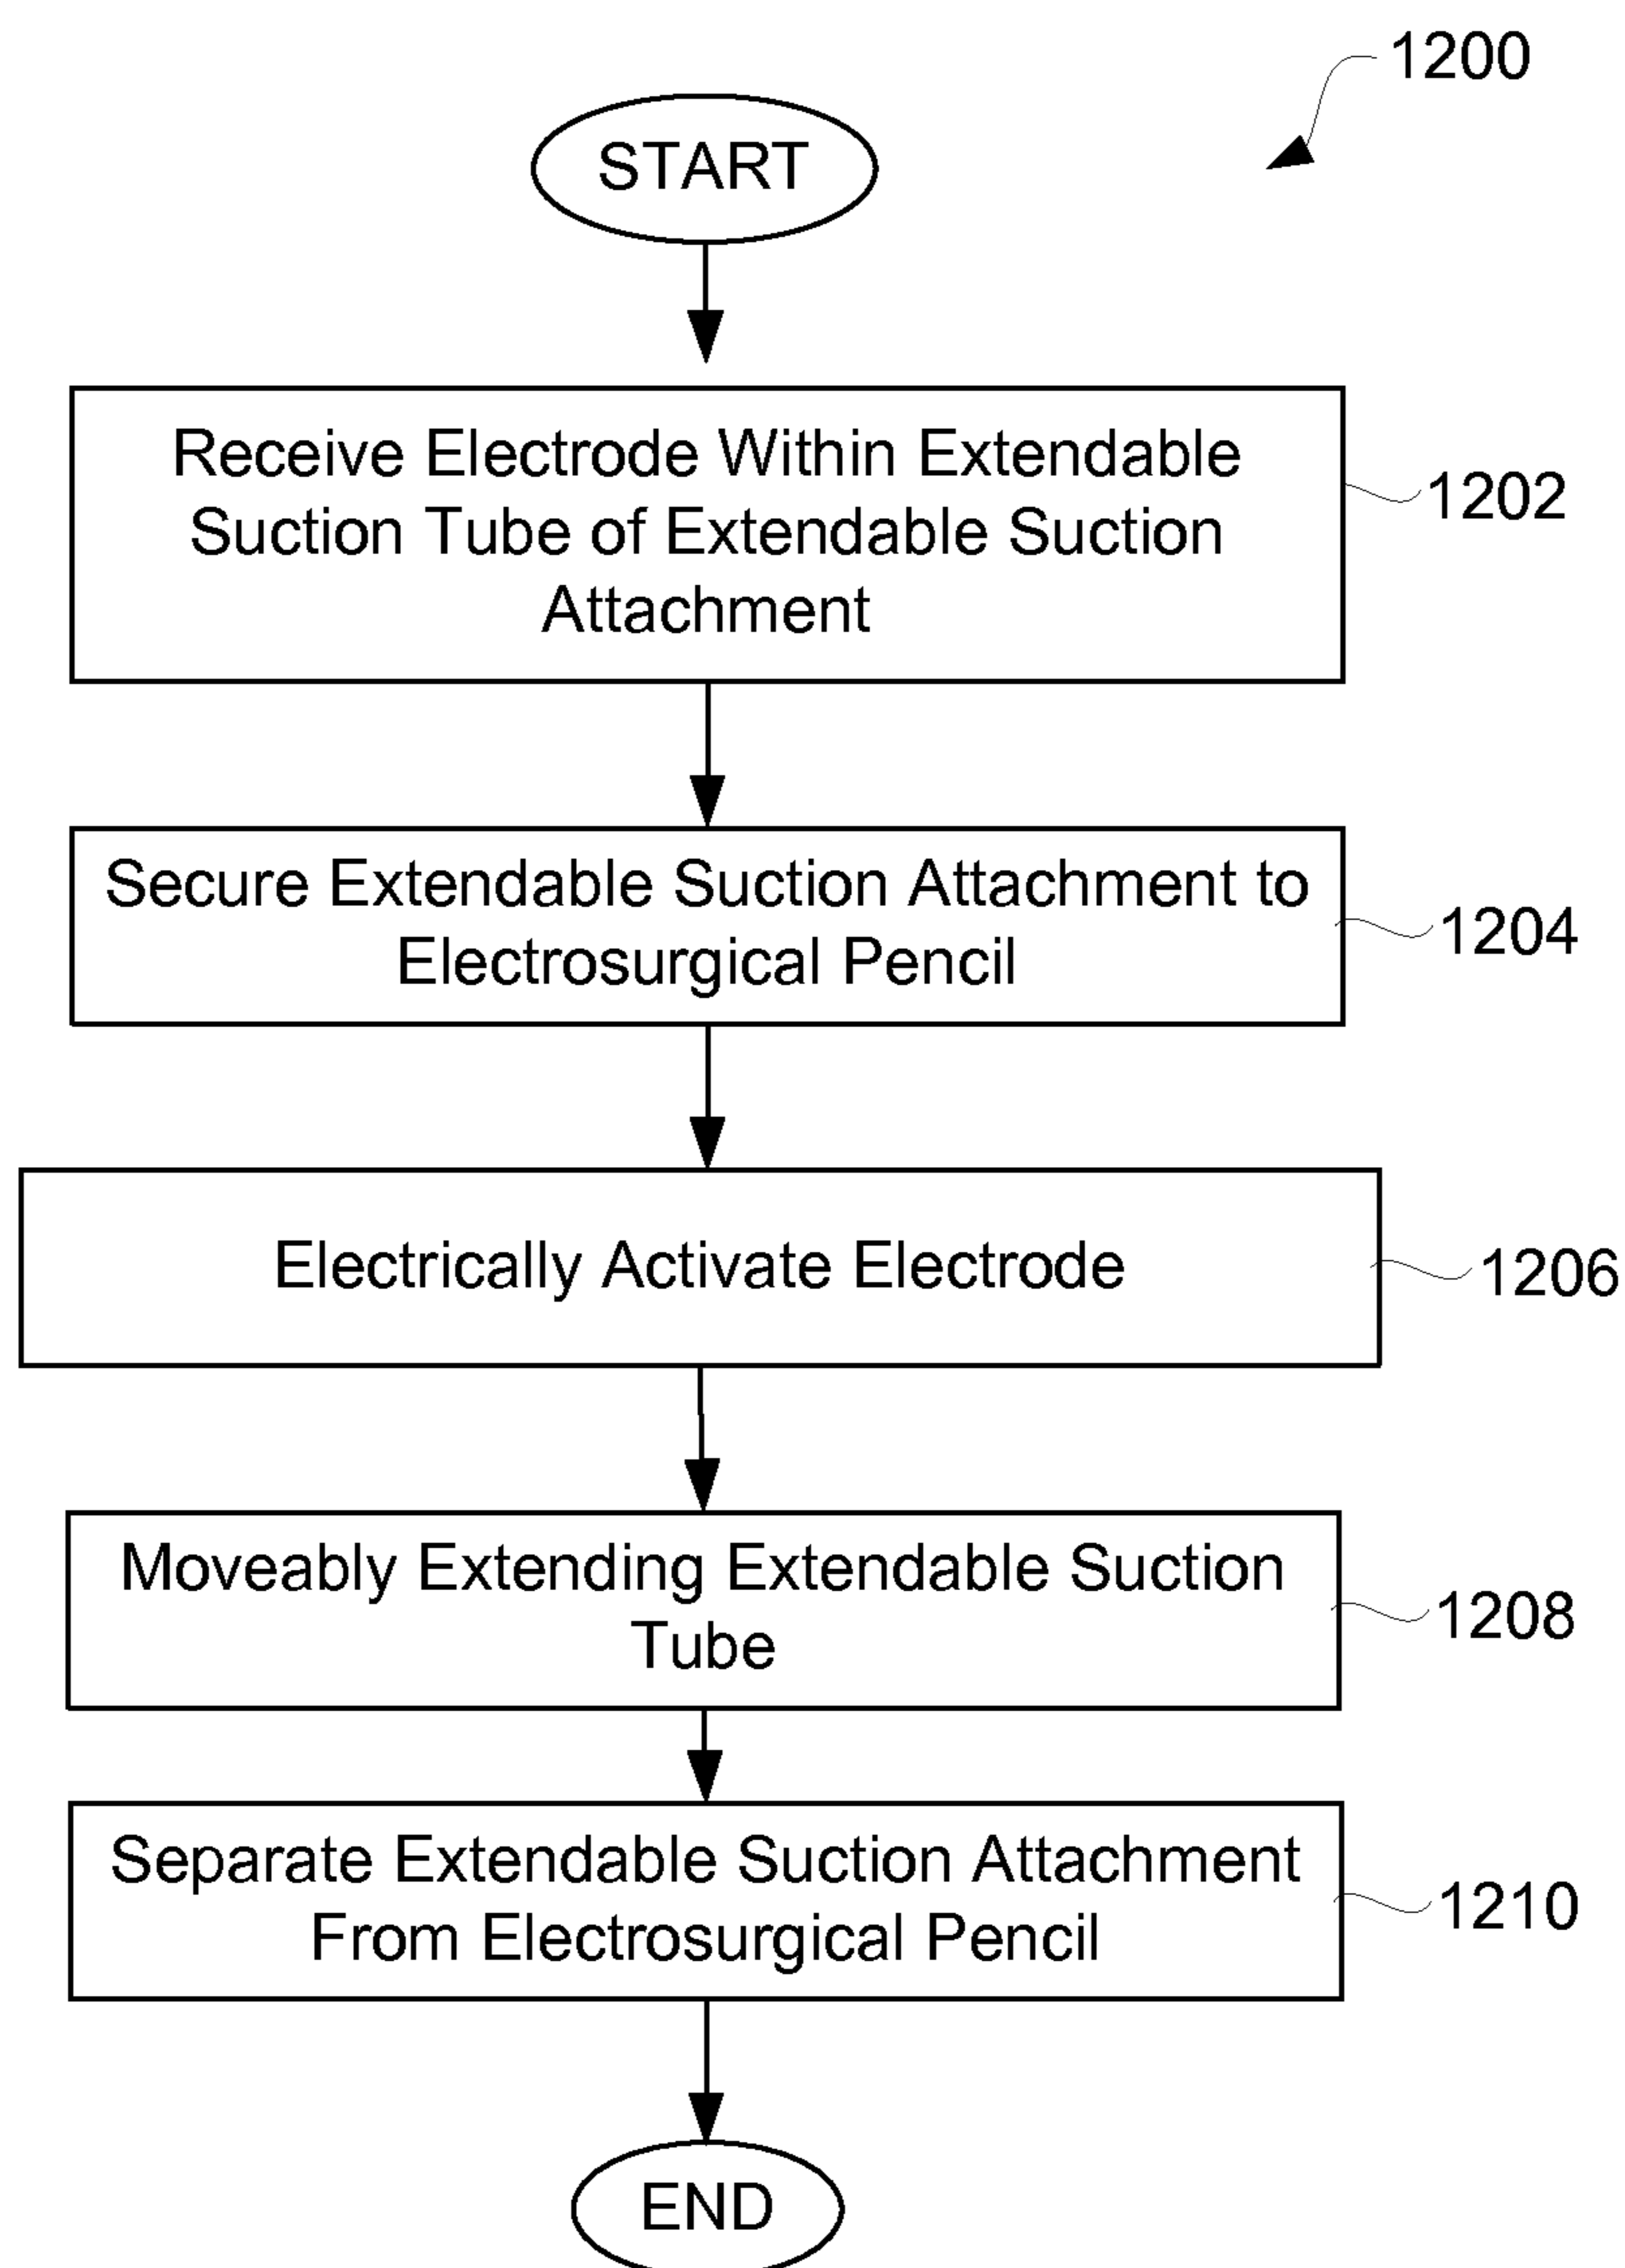 1200
START
Receive Electrode Within Extendable
Suction Tube of Extendable Suction
Attachment
1202
Secure Extendable Suction Attachment to
Electrosurgical Pencil
1204
Electrically Activate Electrode
1206
Moveably Extending Extendable Suction
Tube
1208
Separate Extendable Suction Attachment
From Electrosurgical Pencil
1210
END